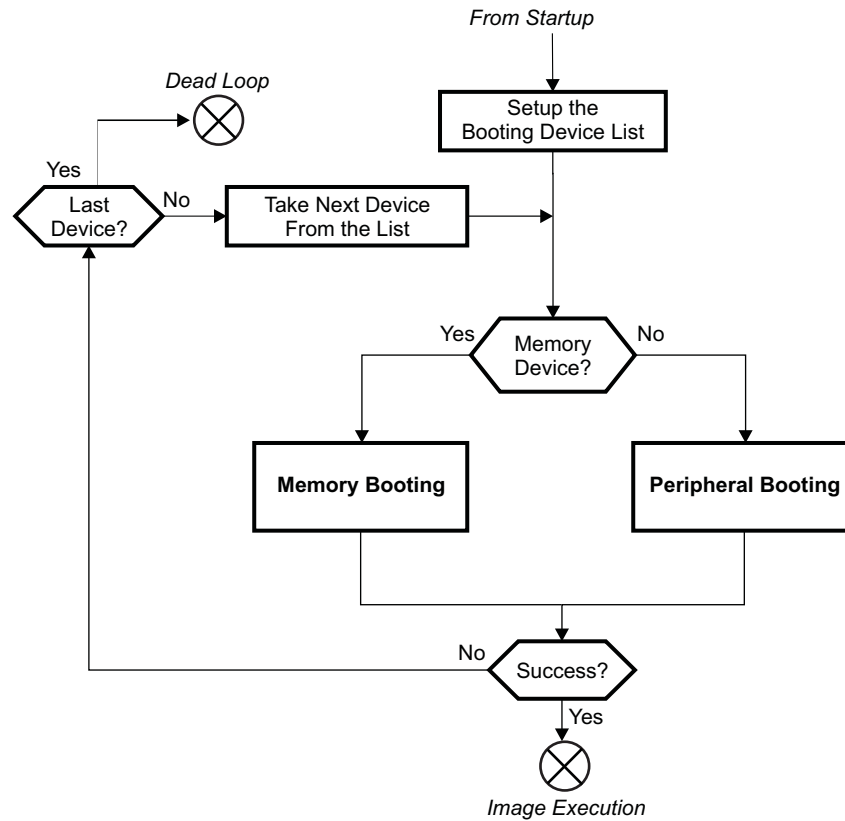 From Startup
Dead Loop
Setup the
Booting Device List
Yes
Last
Device?
No
Take Next Device
From the List
Yes
Memory
Device?
No
Memory Booting
Peripheral Booting
No
Success?
Yes
Image Execution